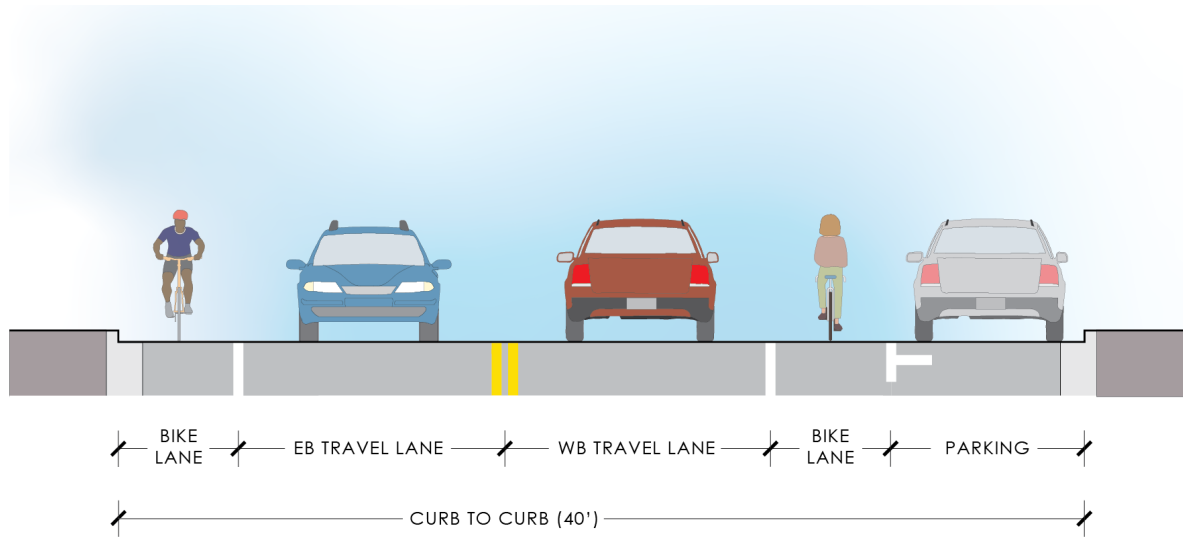 BIKE
LANE
EB TRAVEL LANE
WB TRAVEL LANE
BIKE
LANE
PARKING
CURB TO CURB (40’)